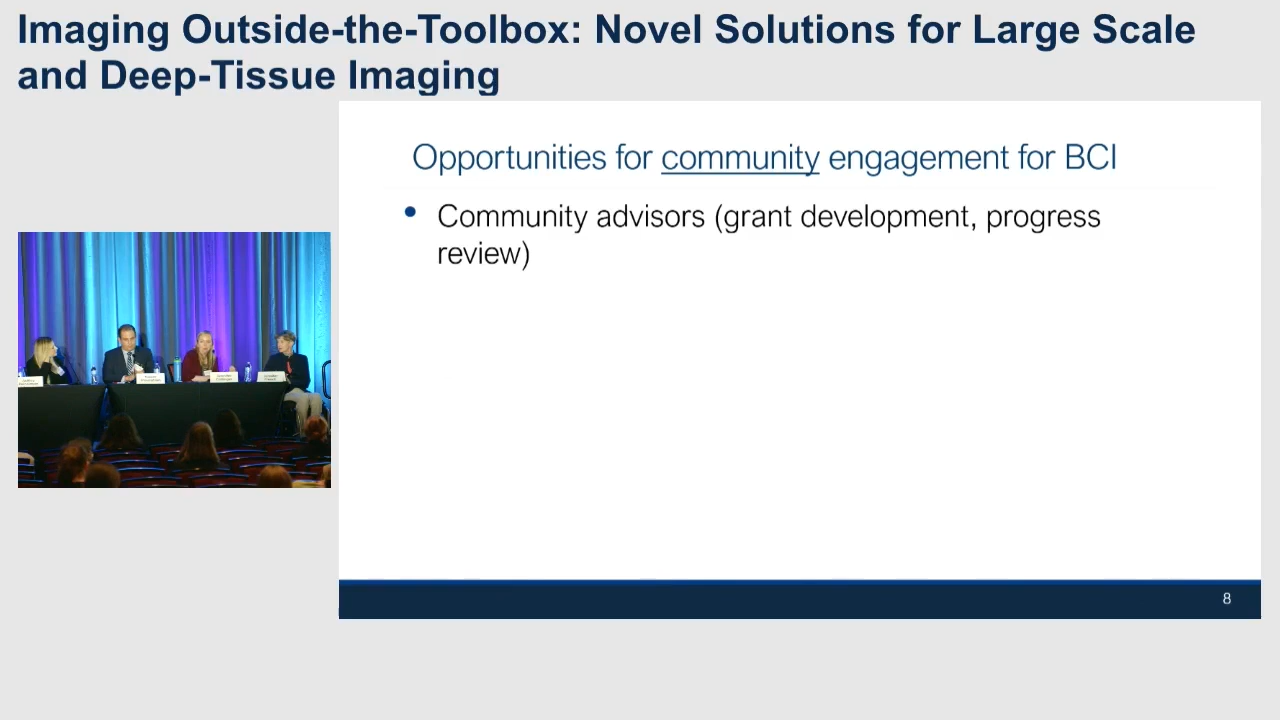 Imaging Outside-the-Toolbox: Novel Solutions for Large Scale
and Deep-Tissue Imaging
Opportunities for community engagement for BCI
• Community advisors (grant development, progress
review)
8